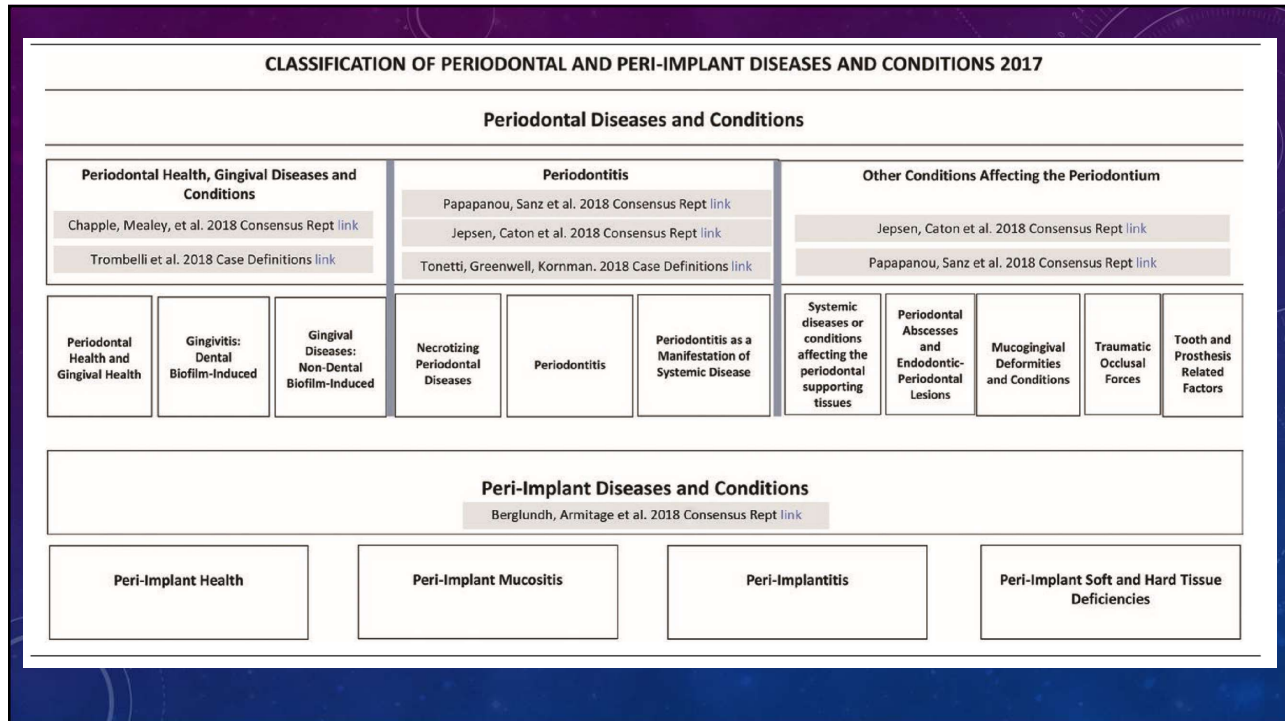 CLASSIFICATION OF PERIODONTAL AND PERI-IMPLANT DISEASES AND CONDITIONS 2017
Periodontal Diseases and Conditions
Periodontal Health, Gingival Diseases and
Conditions
Chapple, Mealey, et al. 2018 Consensus Rept link
Trombelli et al. 2018 Case Definitions link
Periodontitis
Papapanou, Sanz et al. 2018 Consensus Rept link
Jepsen, Caton et al. 2018 Consensus Rept link
Tonetti, Greenwell, Kornman. 2018 Case Definitions link
Other Conditions Affecting the Periodontium
Jepsen, Caton et al. 2018 Consensus Rept link
Papapanou, Sanz et al. 2018 Consensus Rept link
Periodontal
Health and
Gingival Health
Gingivitis:
Dental
Biofilm-Induced
Gingival
Diseases:
Non-Dental
Biofilm-Induced
Necrotizing
Periodontal
Diseases
Periodontitis
Periodontitis as a
Manifestation of
Systemic Disease
Systemic
diseases or
conditions
affecting the
periodontal
supporting
tissues
Periodontal
Abscesses
and
Endodontic-
Periodontal
Lesions
Mucogingival
Deformities
and Conditions
Traumatic
Occlusal
Forces
Tooth and
Prosthesis
Related
Factors
Peri-Implant Diseases and Conditions
Berglundh, Armitage et al. 2018 Consensus Rept link
Peri-Implant Health
Peri-Implant Mucositis
Peri-Implantitis
Peri-Implant Soft and Hard Tissue
Deficiencies